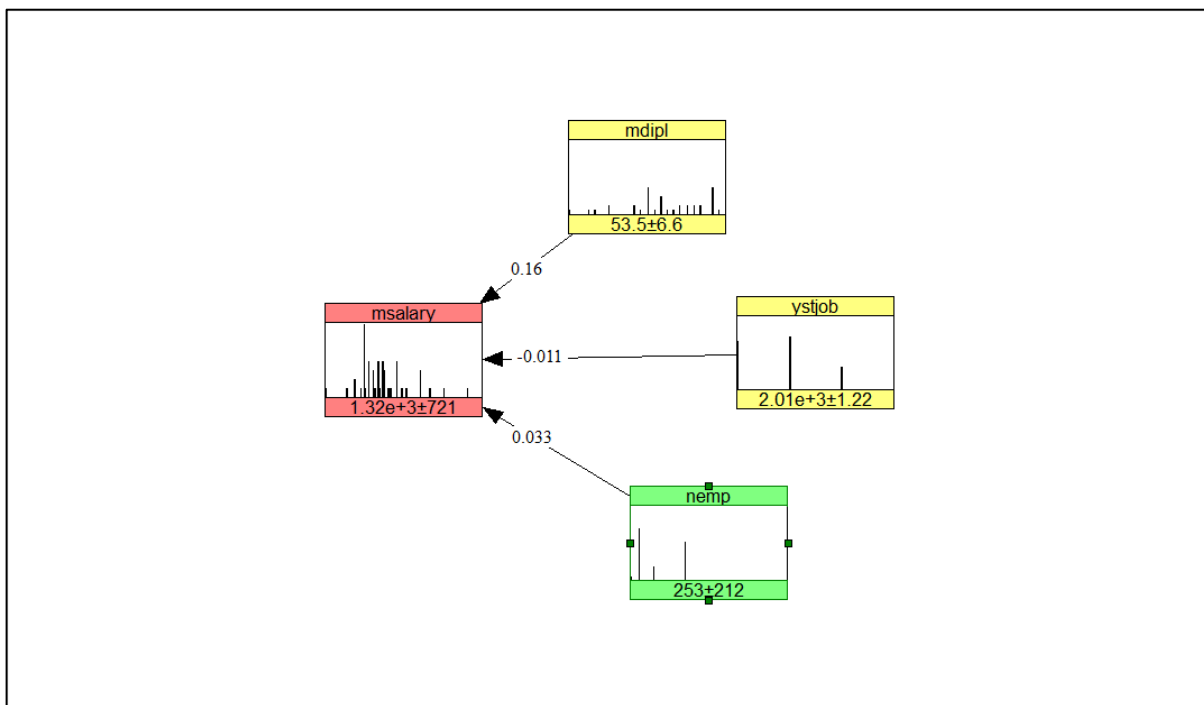 mdipl
53.5±6.6
0.16
msalary
1.32e+3±721
-0.011
ystjob
2.01e+3±1.22
0.033
nemp
253±212